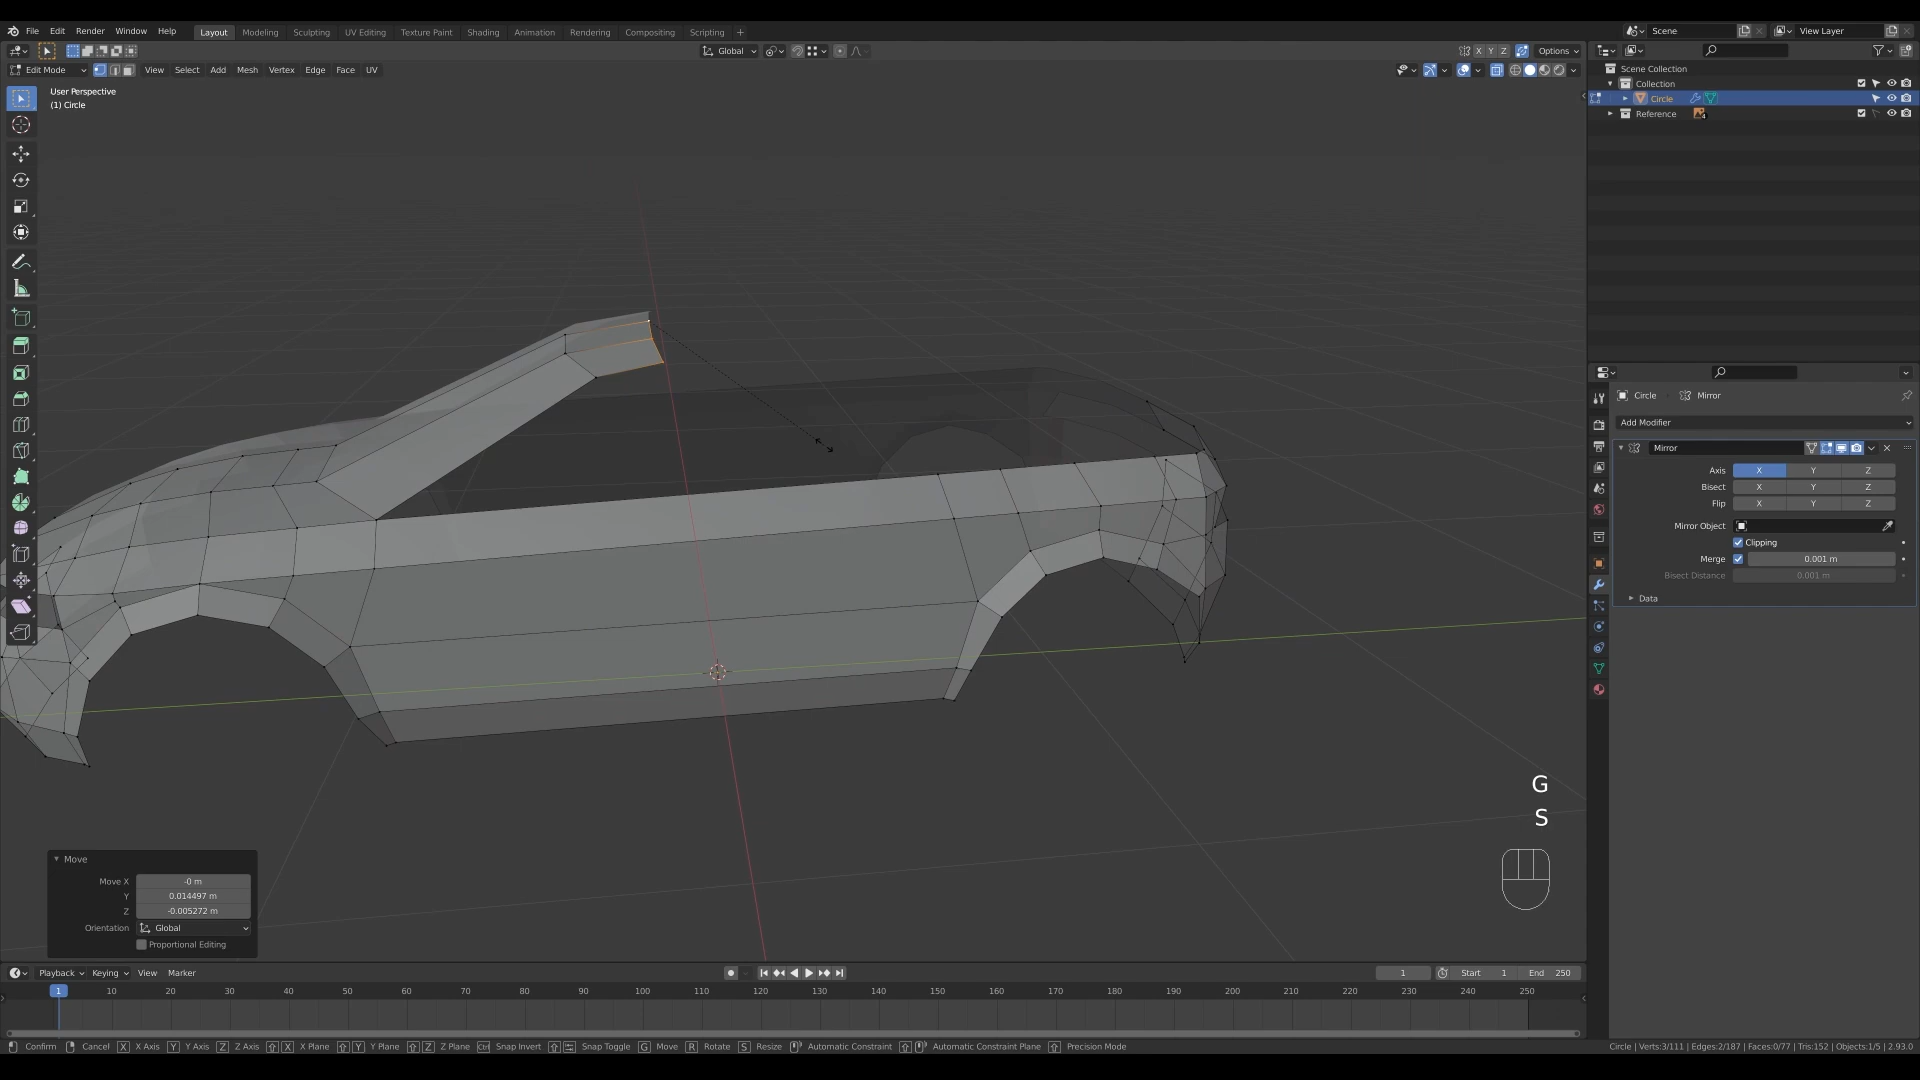 File Edit Render Window Help Layout Modeling Sculpting UV Editing Texture Paint Shading Animation Rendering Compositing Scripting + Scene View Layer
Global X Y Z Options
Edit Mode View Select Add Mesh Vertex Edge Face UV
User Perspective
(1) Circle
Scene Collection
Collection
Circle
Reference
Circle Mirror
Add Modifier
Mirror
Axis X Y Z
Bisect X Y Z
Flip X Y Z
Mirror Object
Clipping
Merge 0.001 m
Bisect Distance 0.001 m
Data
G
S
Move
Move X -0 m
Y 0.014497 m
Z -0.005272 m
Orientation Global
Proportional Editing
Playback Keying View Marker 1 Start 1 End 250
1 10 20 30 40 50 60 70 80 90 100 110 120 130 140 150 160 170 180 190 200 210 220 230 240 250
Confirm Cancel X X Axis Y Y Axis Z Z Axis X X Plane Y Y Plane Z Z Plane Ctrl Snap Invert Snap Toggle G Move R Rotate S Resize Automatic Constraint Automatic Constraint Plane Precision Mode Circle | Verts:3/111 | Edges:2/187 | Faces:0/77 | Tris:152 | Objects:1/5 | 2.93.0